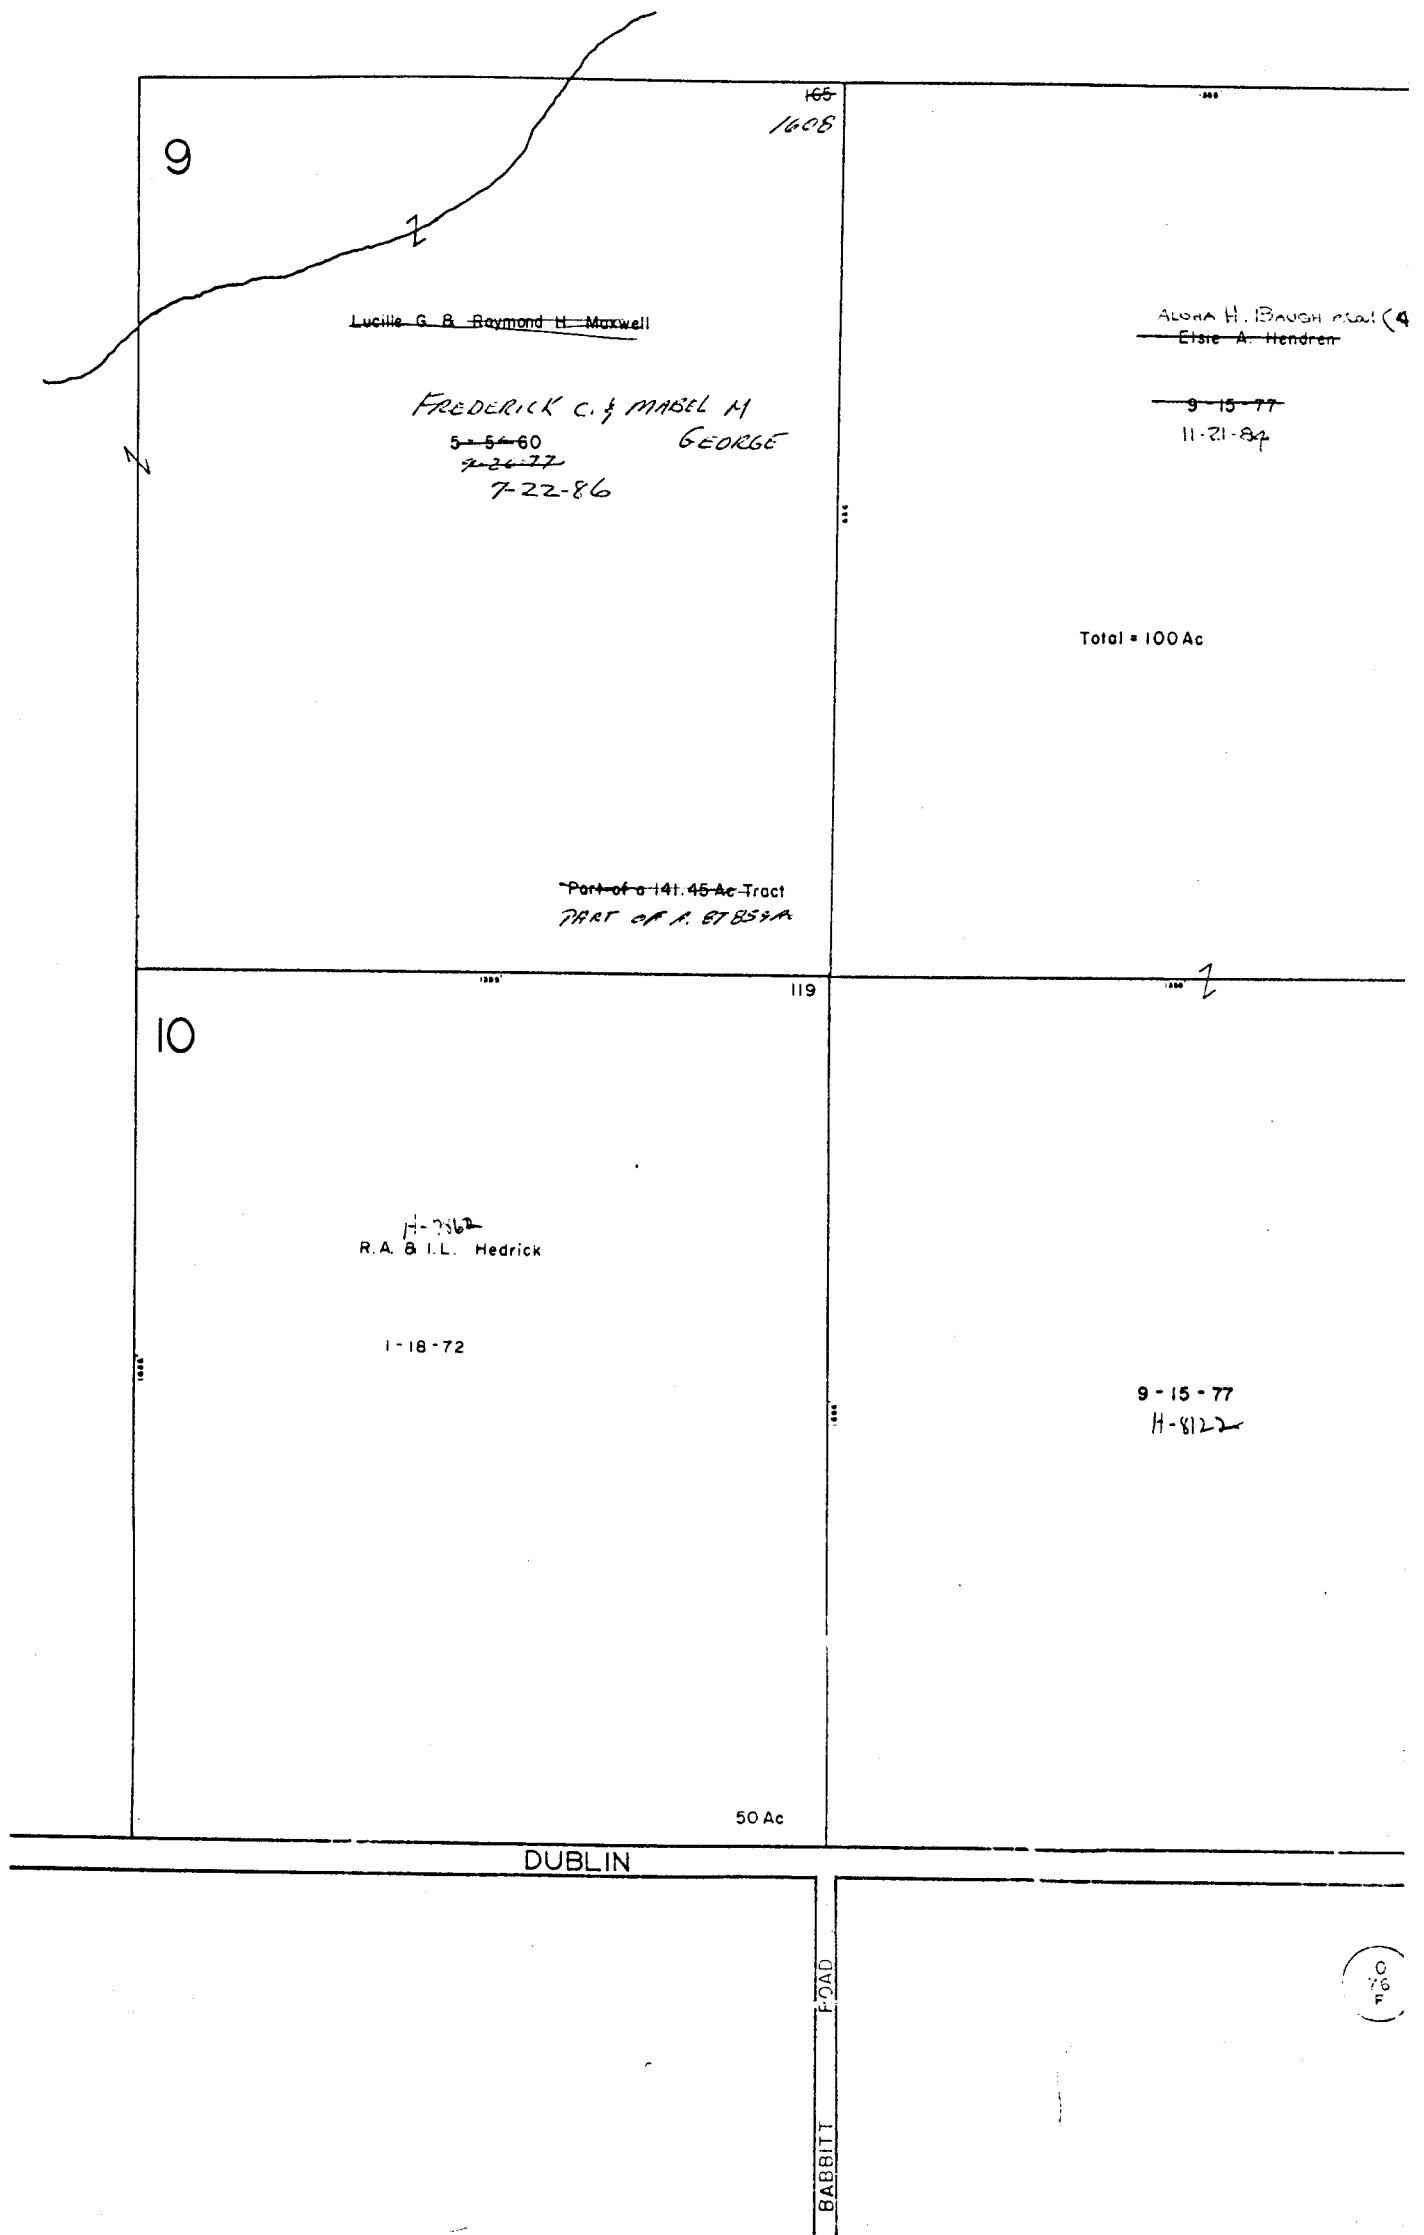 165
1608
9
Lucille G. & Raymond H. Maxwell
FREDERICK C. & MABEL M
GEORGE
5-5-60
9-26-77
7-22-86
ALOHA H. BAUGH (4
Elsie A. Hendren
9-15-77
11-21-84
Total = 100 Ac
Part of a 141.45 Ac Tract
PART OF
119
10
R.A. & I.L. Hedrick
1-18-72
9-15-77
H-8122
50 Ac
DUBLIN
BABBITT ROAD
76
F